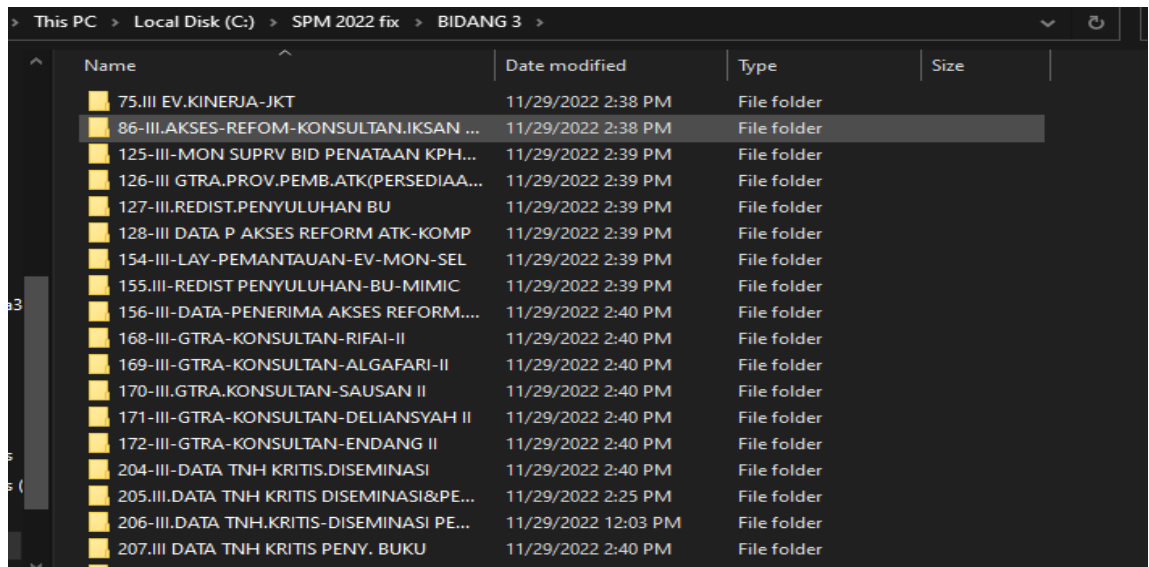 > This PC > Local Disk (C:) > SPM 2022 fix > BIDANG 3 >
Name Date modified Type Size
75.III EV.KINERJA-JKT 11/29/2022 2:38 PM File folder
86-III.AKSES-REFOM-KONSULTAN.IKSAN ... 11/29/2022 2:38 PM File folder
125-III-MON SUPRV BID PENATAAN KPH... 11/29/2022 2:39 PM File folder
126-III GTRA.PROV.PEMB.ATK(PERSEDIAA... 11/29/2022 2:39 PM File folder
127-III.REDIST.PENYULUHAN BU 11/29/2022 2:39 PM File folder
128-III DATA P AKSES REFORM ATK-KOMP 11/29/2022 2:39 PM File folder
154-III-LAY-PEMANTAUAN-EV-MON-SEL 11/29/2022 2:39 PM File folder
155.III-REDIST PENYULUHAN-BU-MIMIC 11/29/2022 2:39 PM File folder
a3
156-III-DATA-PENERIMA AKSES REFORM.... 11/29/2022 2:40 PM File folder
168-III-GTRA-KONSULTAN-RIFAI-II 11/29/2022 2:40 PM File folder
169-III-GTRA-KONSULTAN-ALGAFARI-II 11/29/2022 2:40 PM File folder
170-III.GTRA.KONSULTAN-SAUSAN II 11/29/2022 2:40 PM File folder
171-III-GTRA-KONSULTAN-DELIANSYAH II 11/29/2022 2:40 PM File folder
172-III-GTRA-KONSULTAN-ENDANG II 11/29/2022 2:40 PM File folder
204-III-DATA TNH KRITIS.DISEMINASI 11/29/2022 2:40 PM File folder
205.III.DATA TNH KRITIS DISEMINASI&PE... 11/29/2022 2:25 PM File folder
206-III.DATA TNH.KRITIS-DISEMINASI PE... 11/29/2022 12:03 PM File folder
207.III DATA TNH KRITIS PENY. BUKU 11/29/2022 2:40 PM File folder